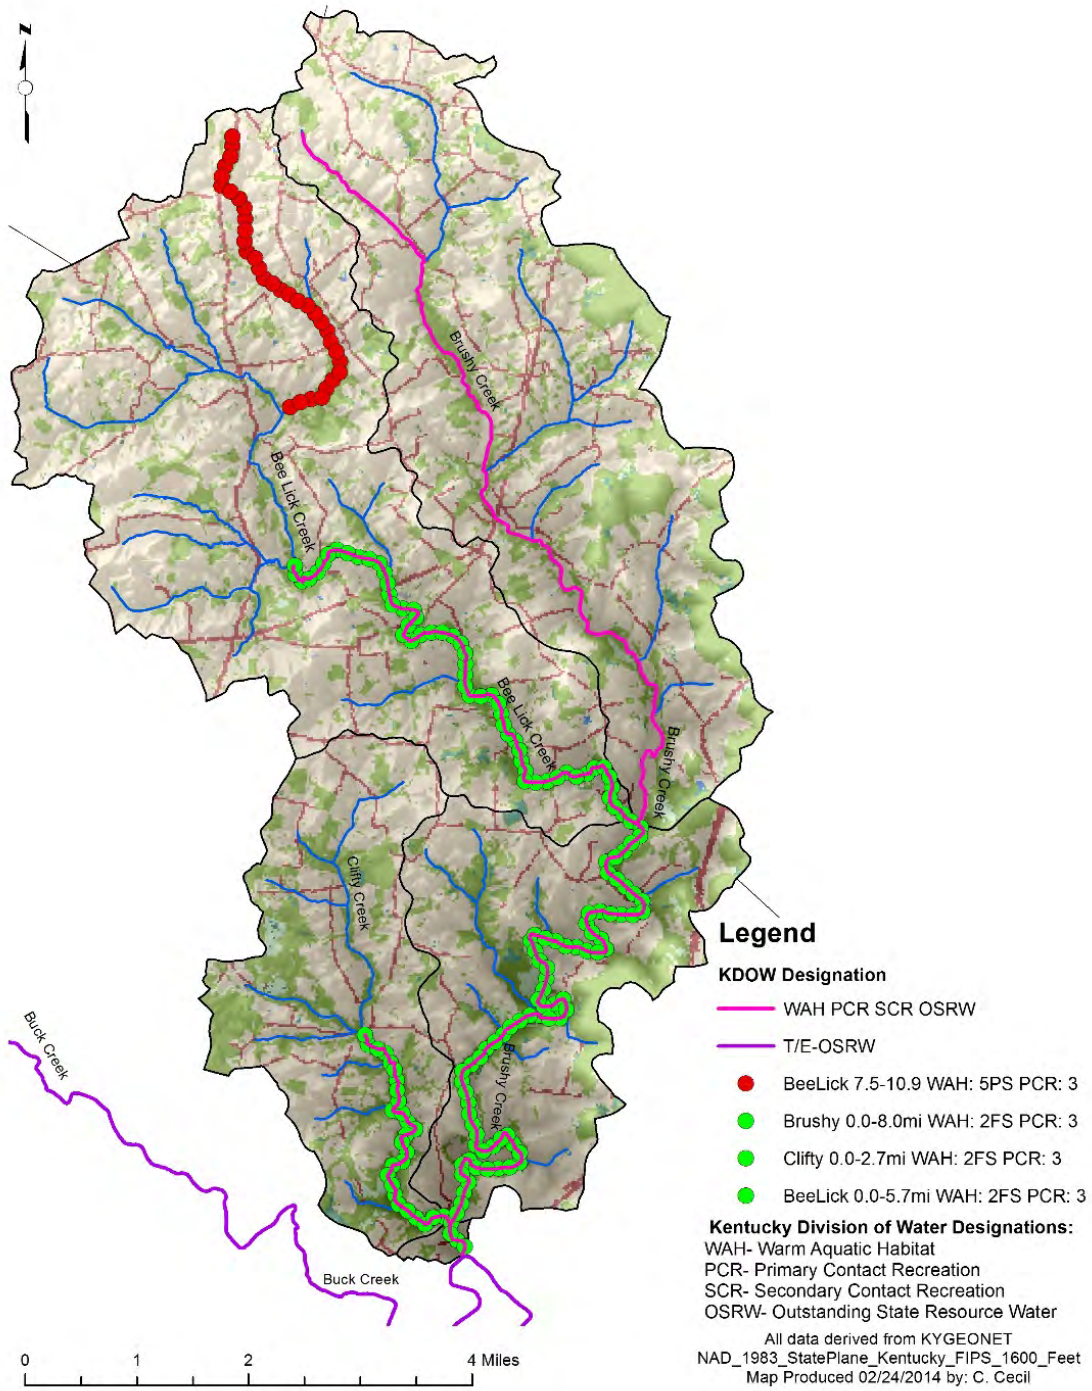 z
Brushy Creek
Bee Lick Creek
Bee Lick Creek
Brushy Creek
Clifty Creek
Brushy Creek
Buck Creek
Buck Creek
Legend
KDOW Designation
WAH PCR SCR OSRW
T/E-OSRW
BeeLick 7.5-10.9 WAH: 5PS PCR: 3
Brushy 0.0-8.0mi WAH: 2FS PCR: 3
Clifty 0.0-2.7mi WAH: 2FS PCR: 3
BeeLick 0.0-5.7mi WAH: 2FS PCR: 3
Kentucky Division of Water Designations:
WAH- Warm Aquatic Habitat
PCR- Primary Contact Recreation
SCR- Secondary Contact Recreation
OSRW- Outstanding State Resource Water
All data derived from KYGEONET
NAD_1983_StatePlane_Kentucky_FIPS_1600_Feet
Map Produced 02/24/2014 by: C. Cecil
0 1 2 4 Miles